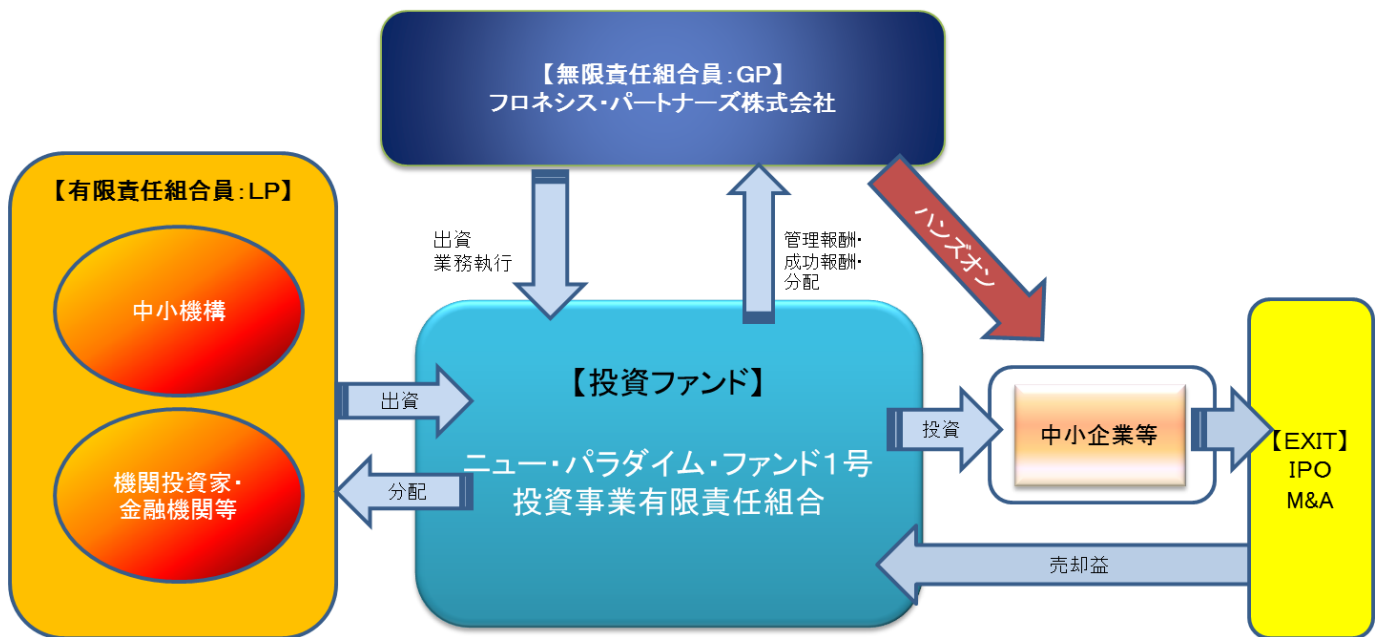 【無限責任組合員:GP】
フロネシス・パートナーズ株式会社
【有限責任組合員:LP】
中小機構
機関投資家・
金融機関等
出資
業務執行
管理報酬・
成功報酬・
分配
ハンズオン
出資
分配
【投資ファンド】
ニュー・パラダイム・ファンド1号
投資事業有限責任組合
投資
中小企業等
【EXIT】
IPO
M&A
売却益